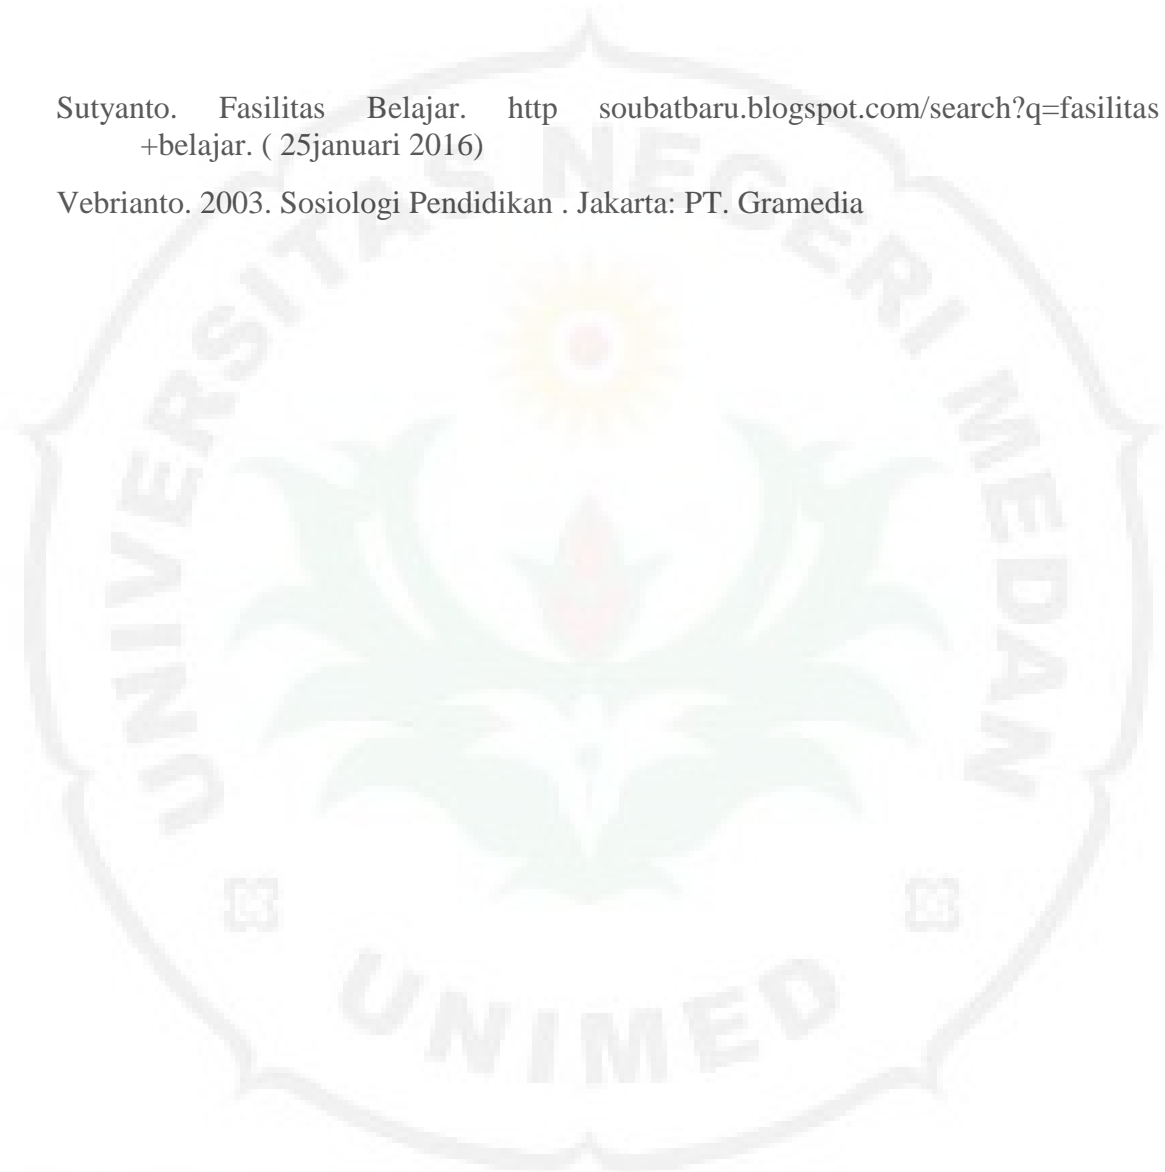 Sutyanto. Fasilitas Belajar. http soubatbaru.blogspot.com/search?q=fasilitas
+belajar. ( 25januari 2016)
Vebrianto. 2003. Sosiologi Pendidikan . Jakarta: PT. Gramedia
UNIVERSITAS NEGERI MEDAN
UNIMED